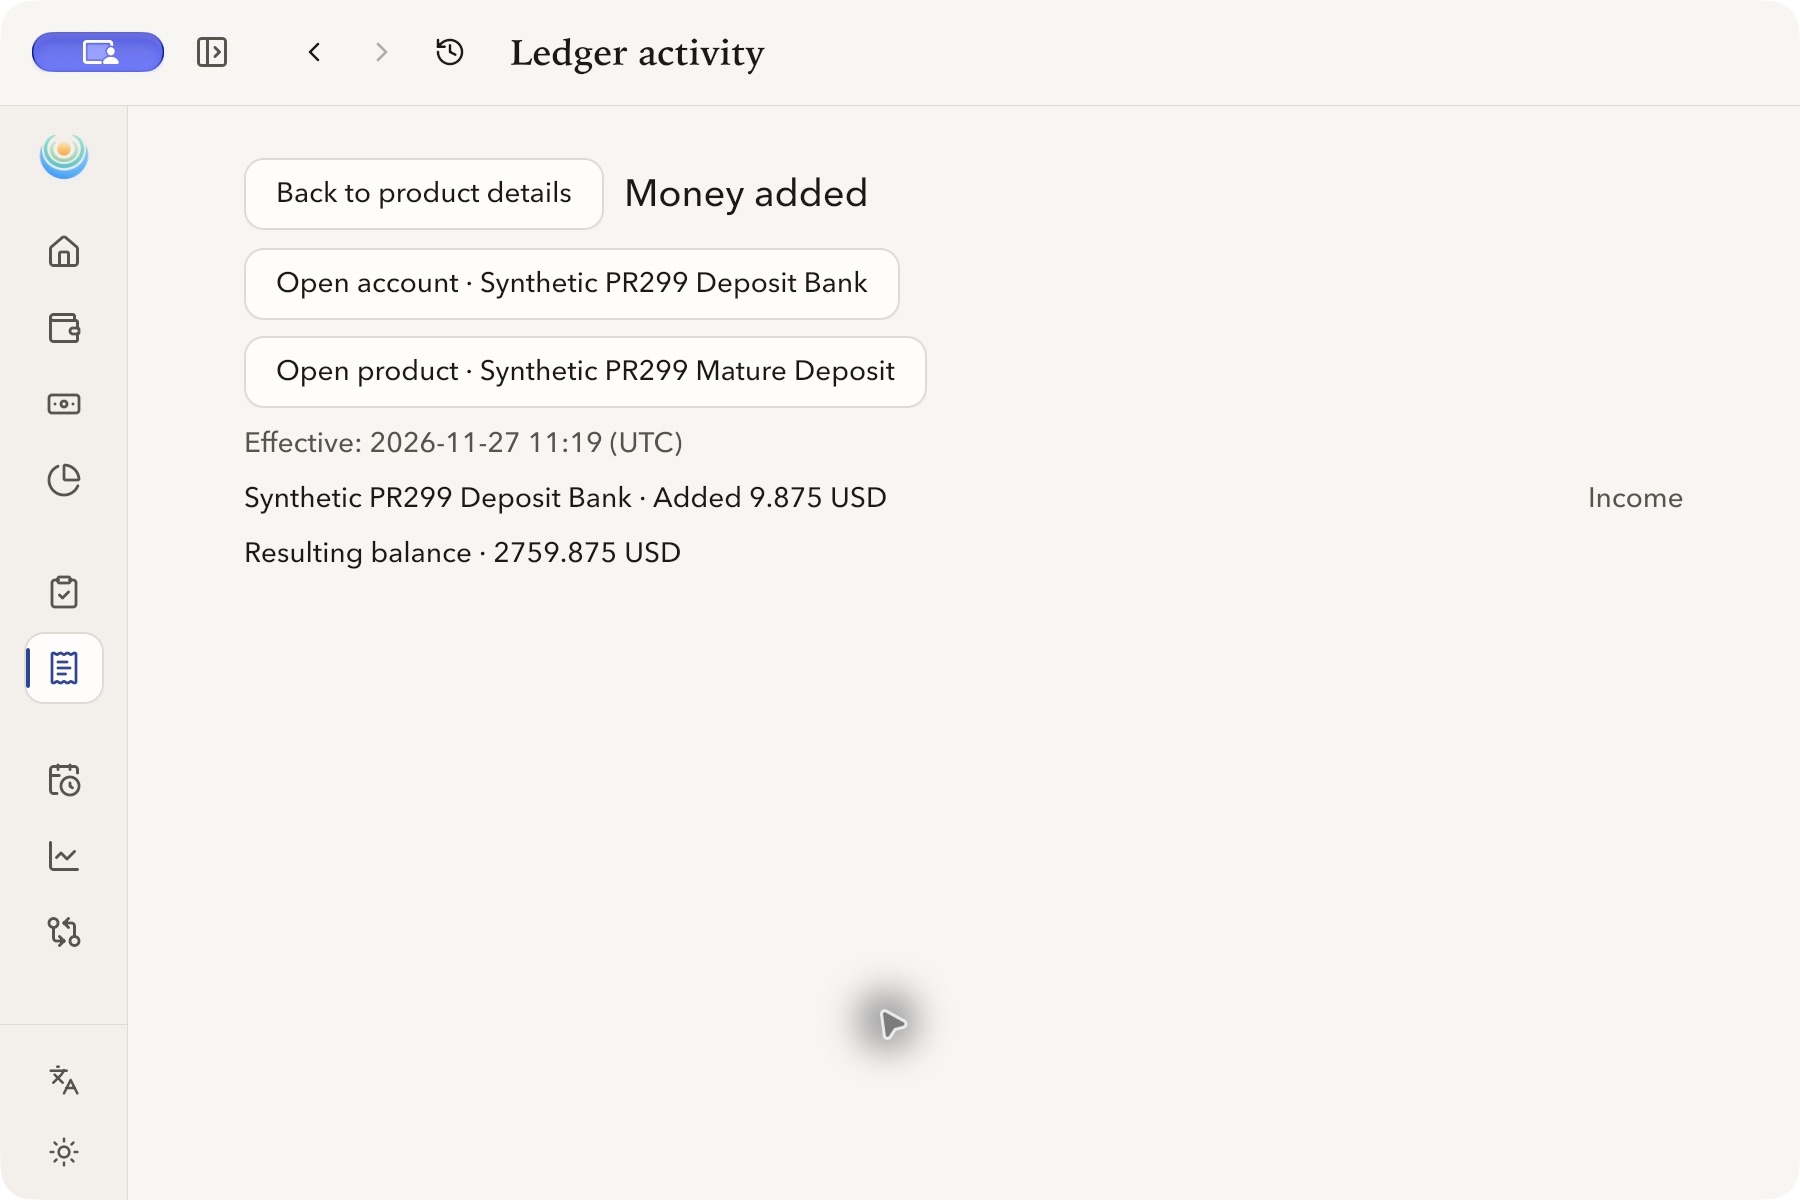 Ledger activity
Back to product details
Money added
Open account · Synthetic PR299 Deposit Bank
Open product · Synthetic PR299 Mature Deposit
Effective: 2026-11-27 11:19 (UTC)
Synthetic PR299 Deposit Bank · Added 9.875 USD
Income
Resulting balance · 2759.875 USD